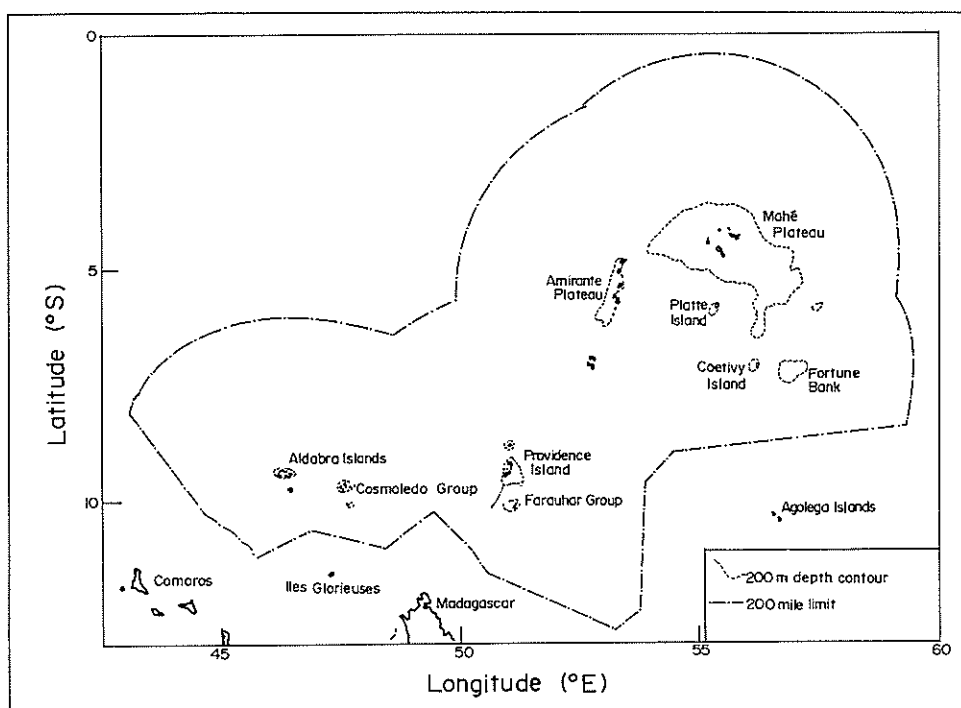 0
Mahé
Plateau
5
Amirante
Plateau
Platte
Island
Coetivy
Island
Fortune
Bank
Latitude (°S)
Aldabra Islands
Providence
Island
Cosmoledo Group
Farquhar Group
10
Agalega Islands
Comoros
Iles Glorieuses
Madagascar
200 m depth contour
200 mile limit
45
50
55
60
Longitude (°E)